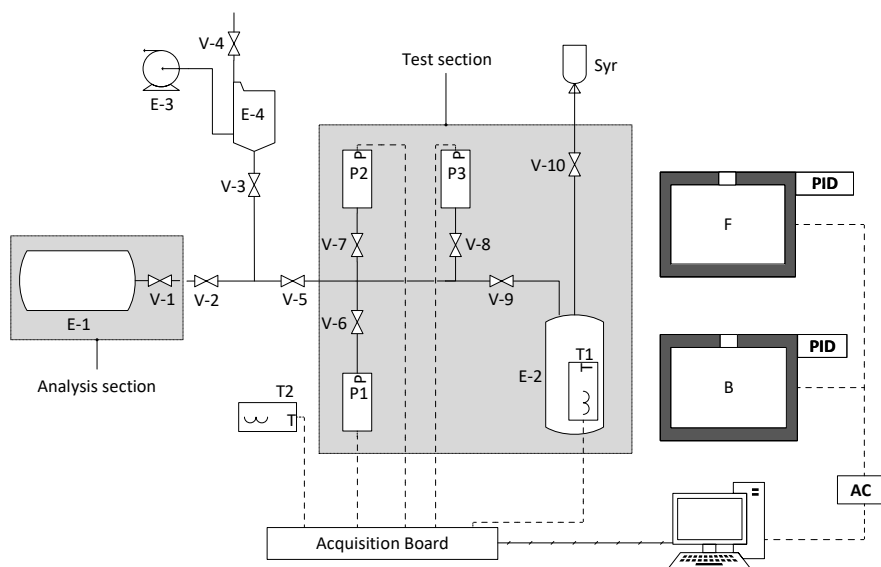 V-4
Test section
Syr
E-3
E-4
P2
P
P3
P
V-10
PID
V-3
F
V-7
V-8
V-1
V-2
V-5
V-9
E-1
V-6
PID
T1
T
E-2
P1
P
B
Analysis section
T2
T
AC
Acquisition Board